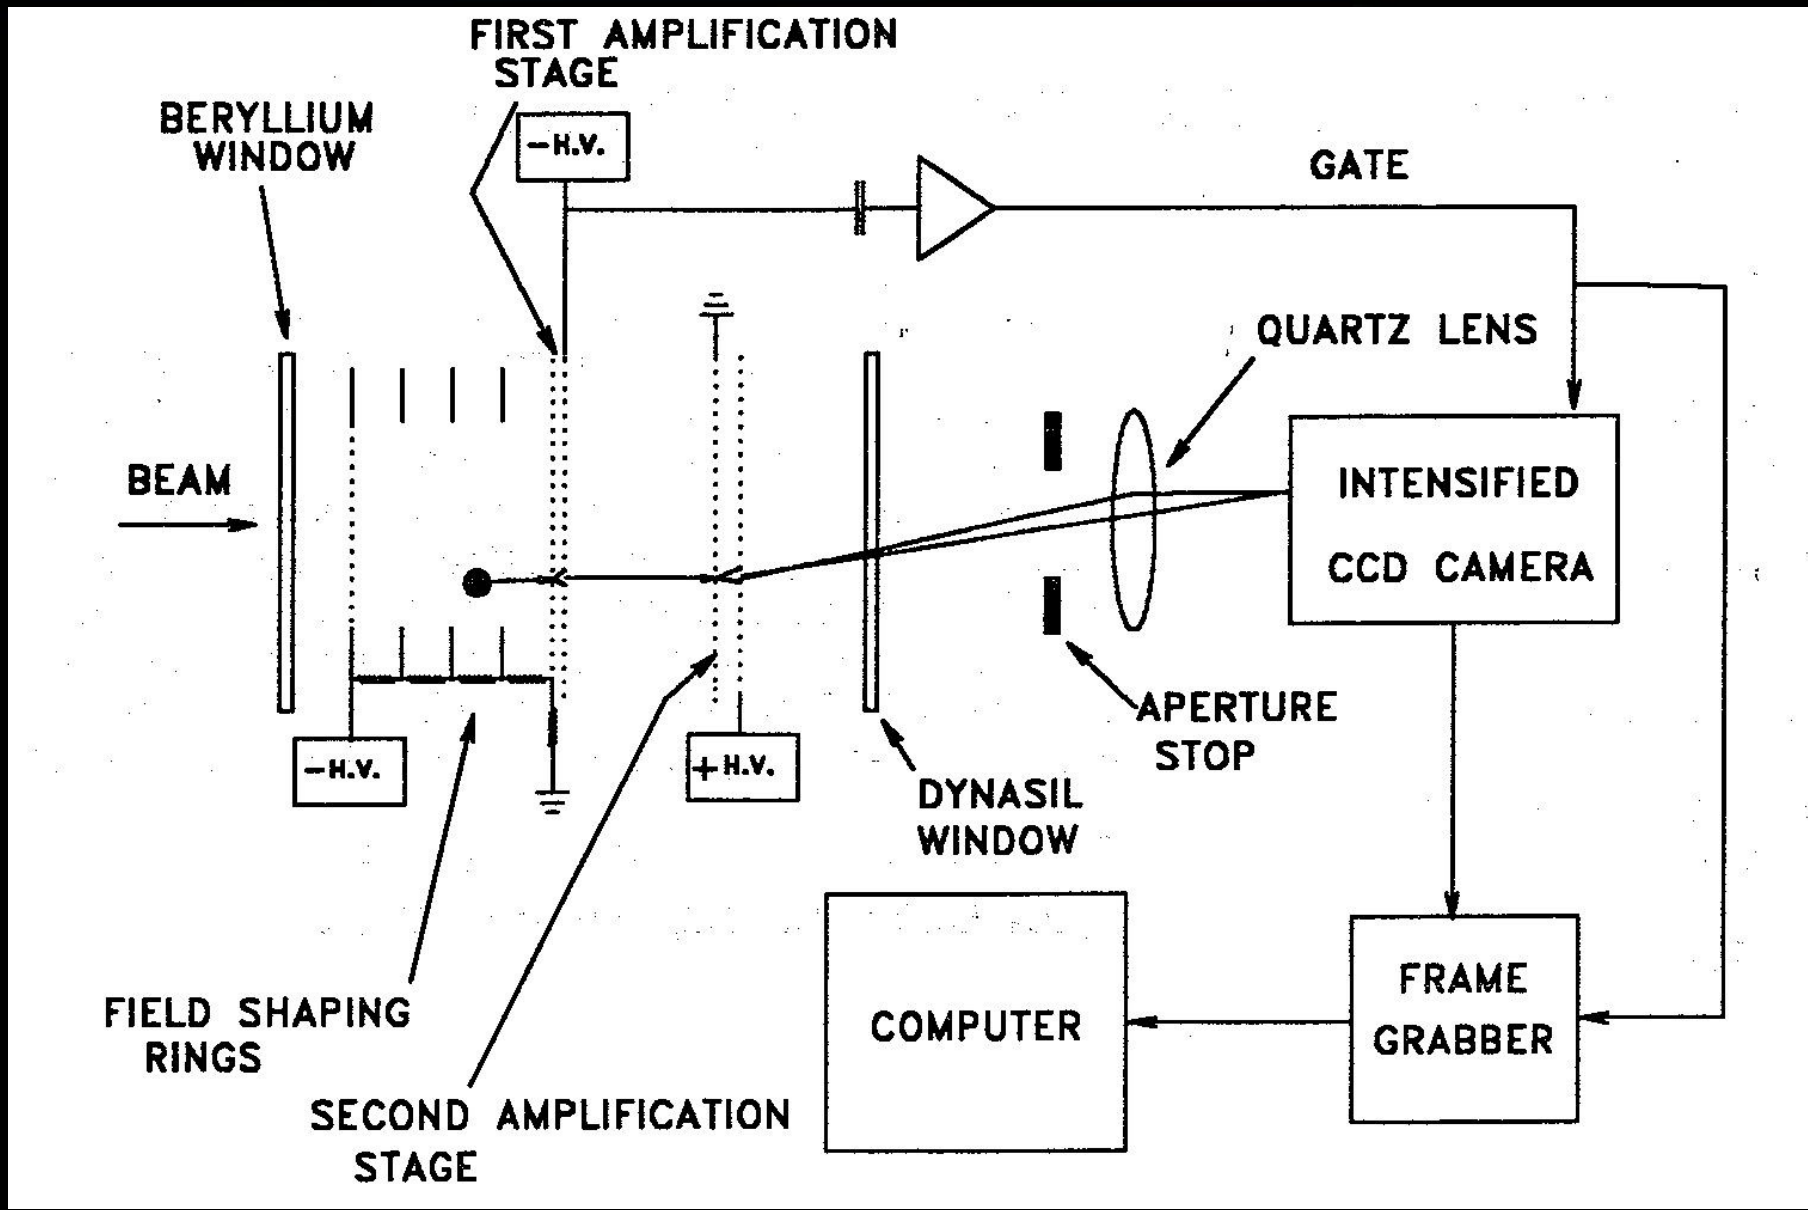 FIRST AMPLIFICATION
STAGE
BERYLLIUM
WINDOW
-H.V.
GATE
QUARTZ LENS
BEAM
INTENSIFIED
CCD CAMERA
APERTURE
STOP
-H.V.
+H.V.
DYNASIL
WINDOW
FIELD SHAPING
RINGS
SECOND AMPLIFICATION
STAGE
COMPUTER
FRAME
GRABBER